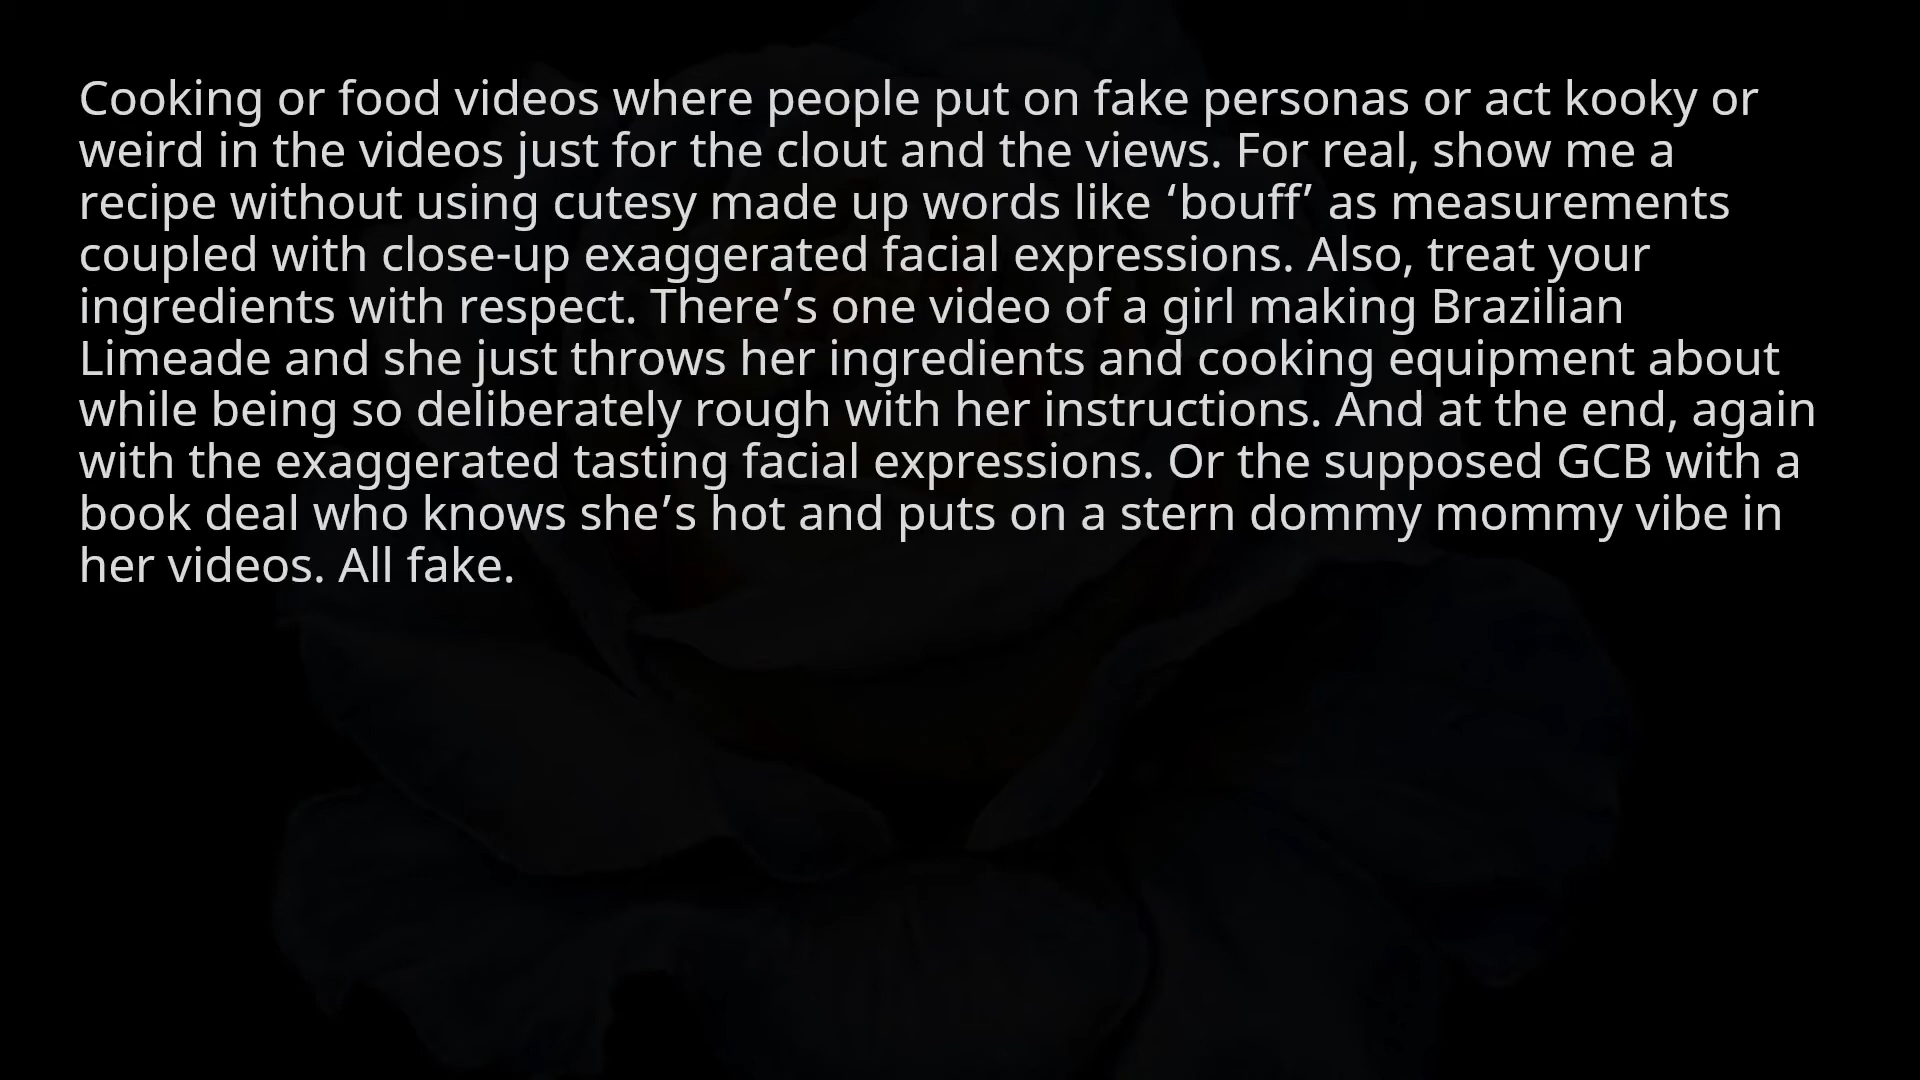 Cooking or food videos where people put on fake personas or act kooky or
weird in the videos just for the clout and the views. For real, show me a
recipe without using cutesy made up words like ‘bouff’ as measurements
coupled with close-up exaggerated facial expressions. Also, treat your
ingredients with respect. There’s one video of a girl making Brazilian
Limeade and she just throws her ingredients and cooking equipment about
while being so deliberately rough with her instructions. And at the end, again
with the exaggerated tasting facial expressions. Or the supposed GCB with a
book deal who knows she’s hot and puts on a stern dommy mommy vibe in
her videos. All fake.